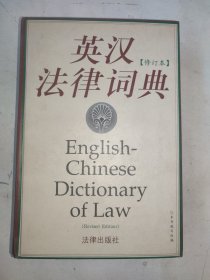 英汉
【修订本】
法律词典
English-
Chinese
Dictionary
of Law
(Revised Edition)
法律出版社